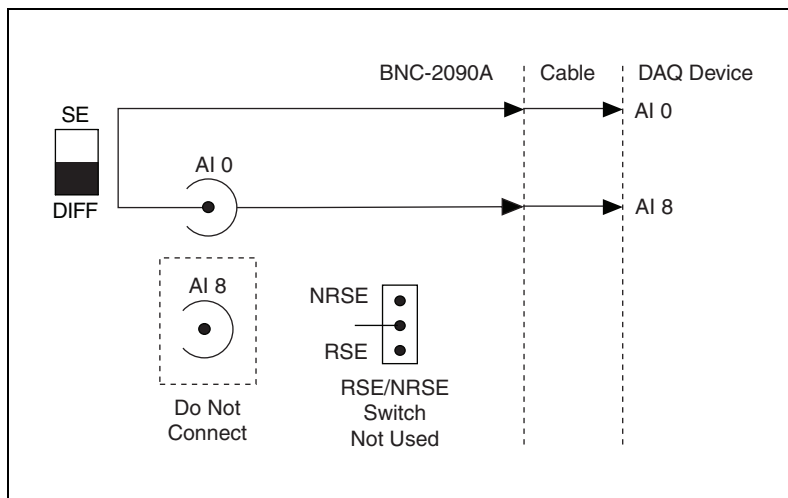 BNC-2090A Cable DAQ Device
SE
AI 0
AI 0
DIFF
AI 8
AI 8
NRSE
RSE
Do Not
Connect
RSE/NRSE
Switch
Not Used